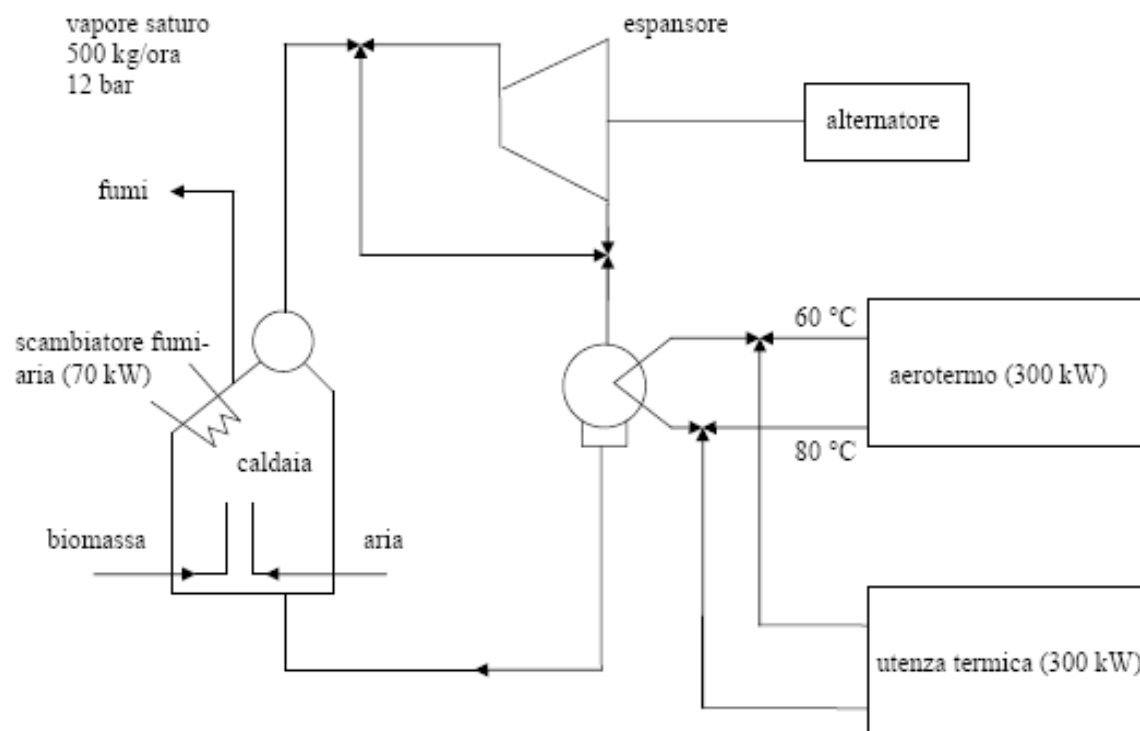 vapore saturo
500 kg/ora
12 bar
espansore
alternatore
fumi
scambiatore fumi-
aria (70 kW)
caldaia
biomassa
aria
60 °C
aerotermo (300 kW)
80 °C
utenza termica (300 kW)